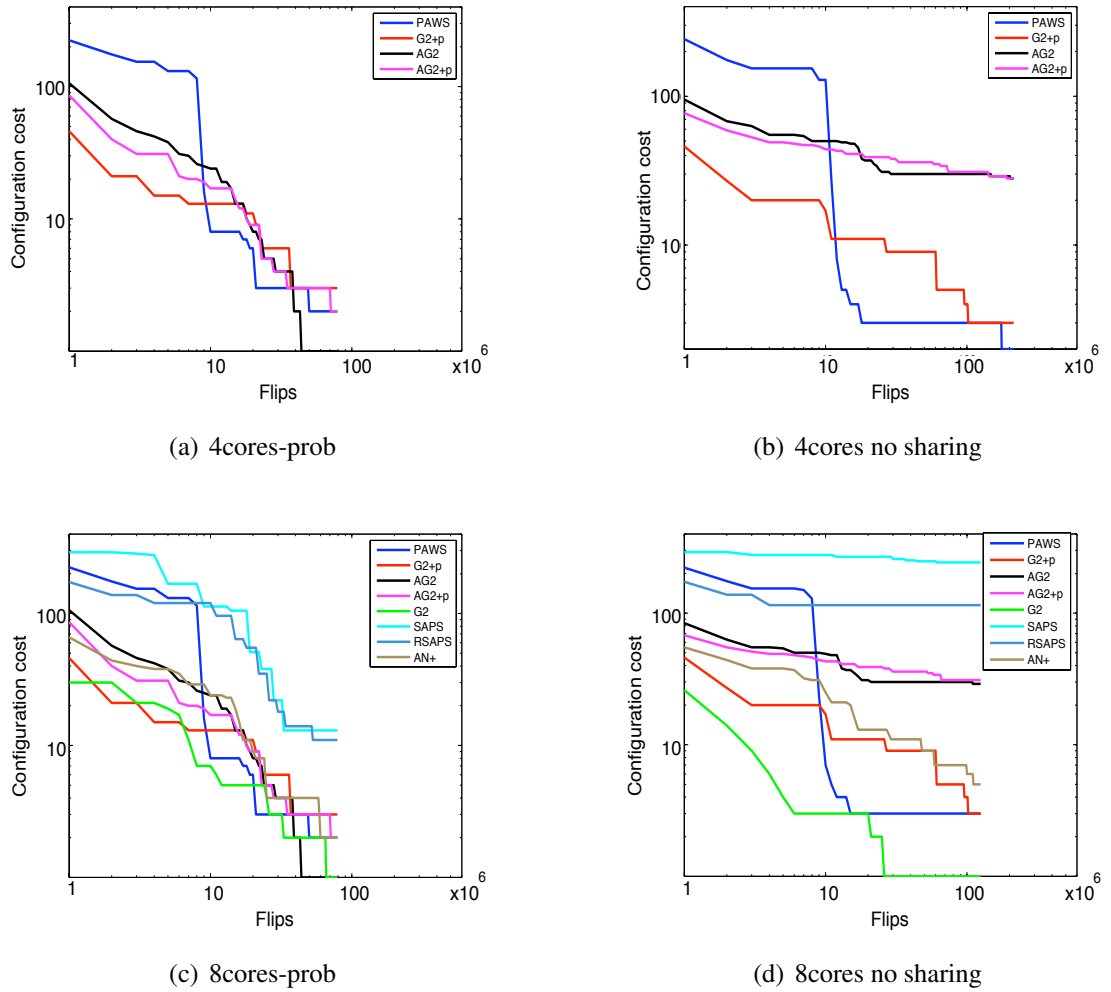 PAWS
G2+p
AG2
AG2+p
Configuration cost
100
10
1
10
100
x10
6
Flips
(a) 4cores-prob
PAWS
G2+p
AG2
AG2+p
Configuration cost
100
10
1
10
100
x10
6
Flips
(b) 4cores no sharing
PAWS
G2+p
AG2
AG2+p
G2
SAPS
RSAPS
AN+
Configuration cost
100
10
1
10
100
x10
6
Flips
(c) 8cores-prob
PAWS
G2+p
AG2
AG2+p
G2
SAPS
RSAPS
AN+
Configuration cost
100
10
1
10
100
x10
6
Flips
(d) 8cores no sharing